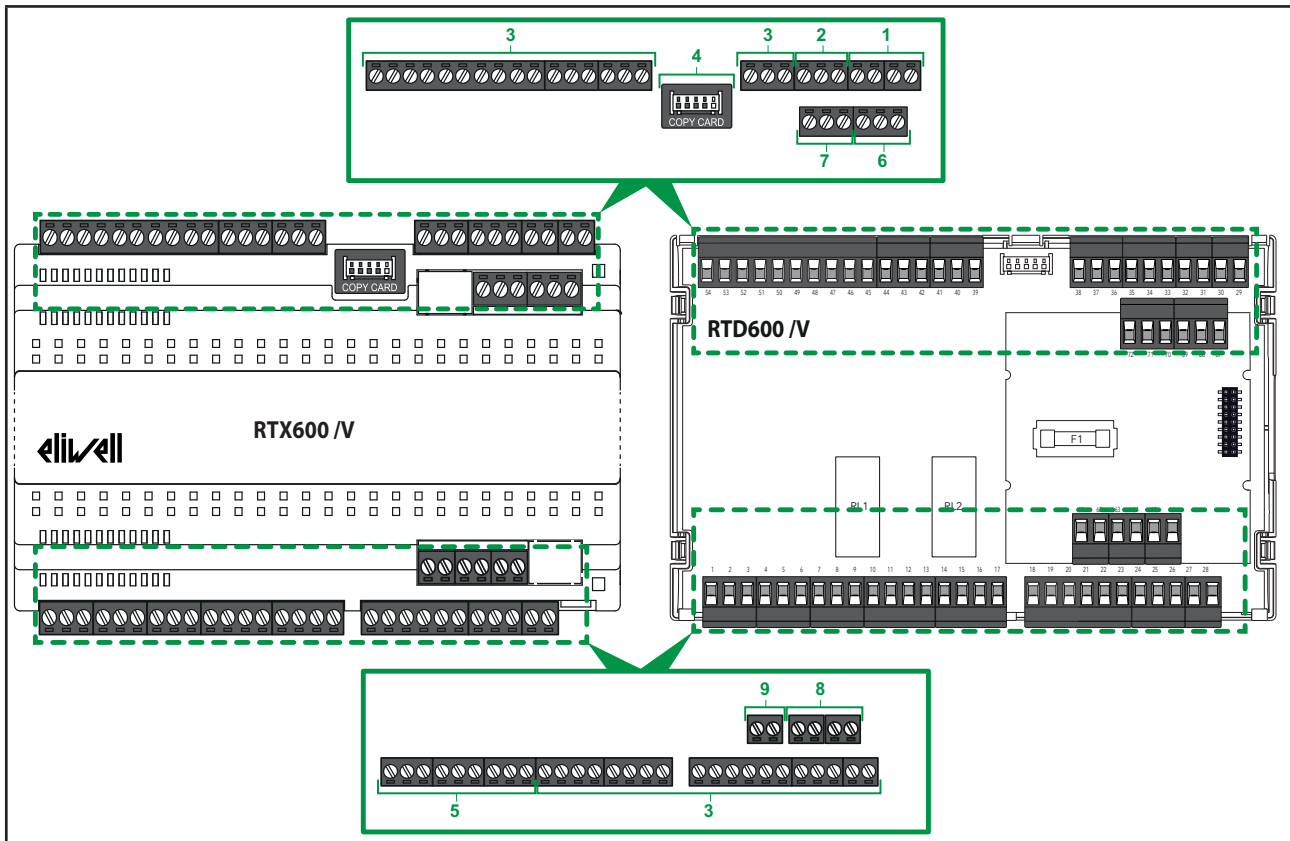 3 3 2 1
4
COPY CARD
7 6
COPY CARD
54 53 52 51 50 49 48 47 46 45 44 43 42 41 40 39 38 37 36 35 34 33 32 31 30 29
RTD600 /V
RTX600 /V
eliwell
F1
RL1 RL2
1 2 3 4 5 6 7 8 9 10 11 12 13 14 15 16 17 18 19 20 21 22 23 24 25 26 27 28
9 8
5 3